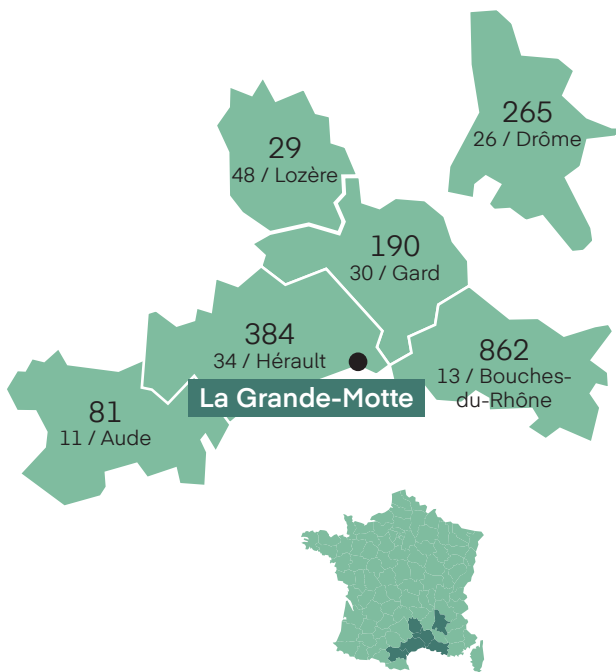 265
26 / Drôme
29
48 / Lozère
190
30 / Gard
384
34 / Hérault
862
13 / Bouches-
du-Rhône
La Grande-Motte
81
11 / Aude